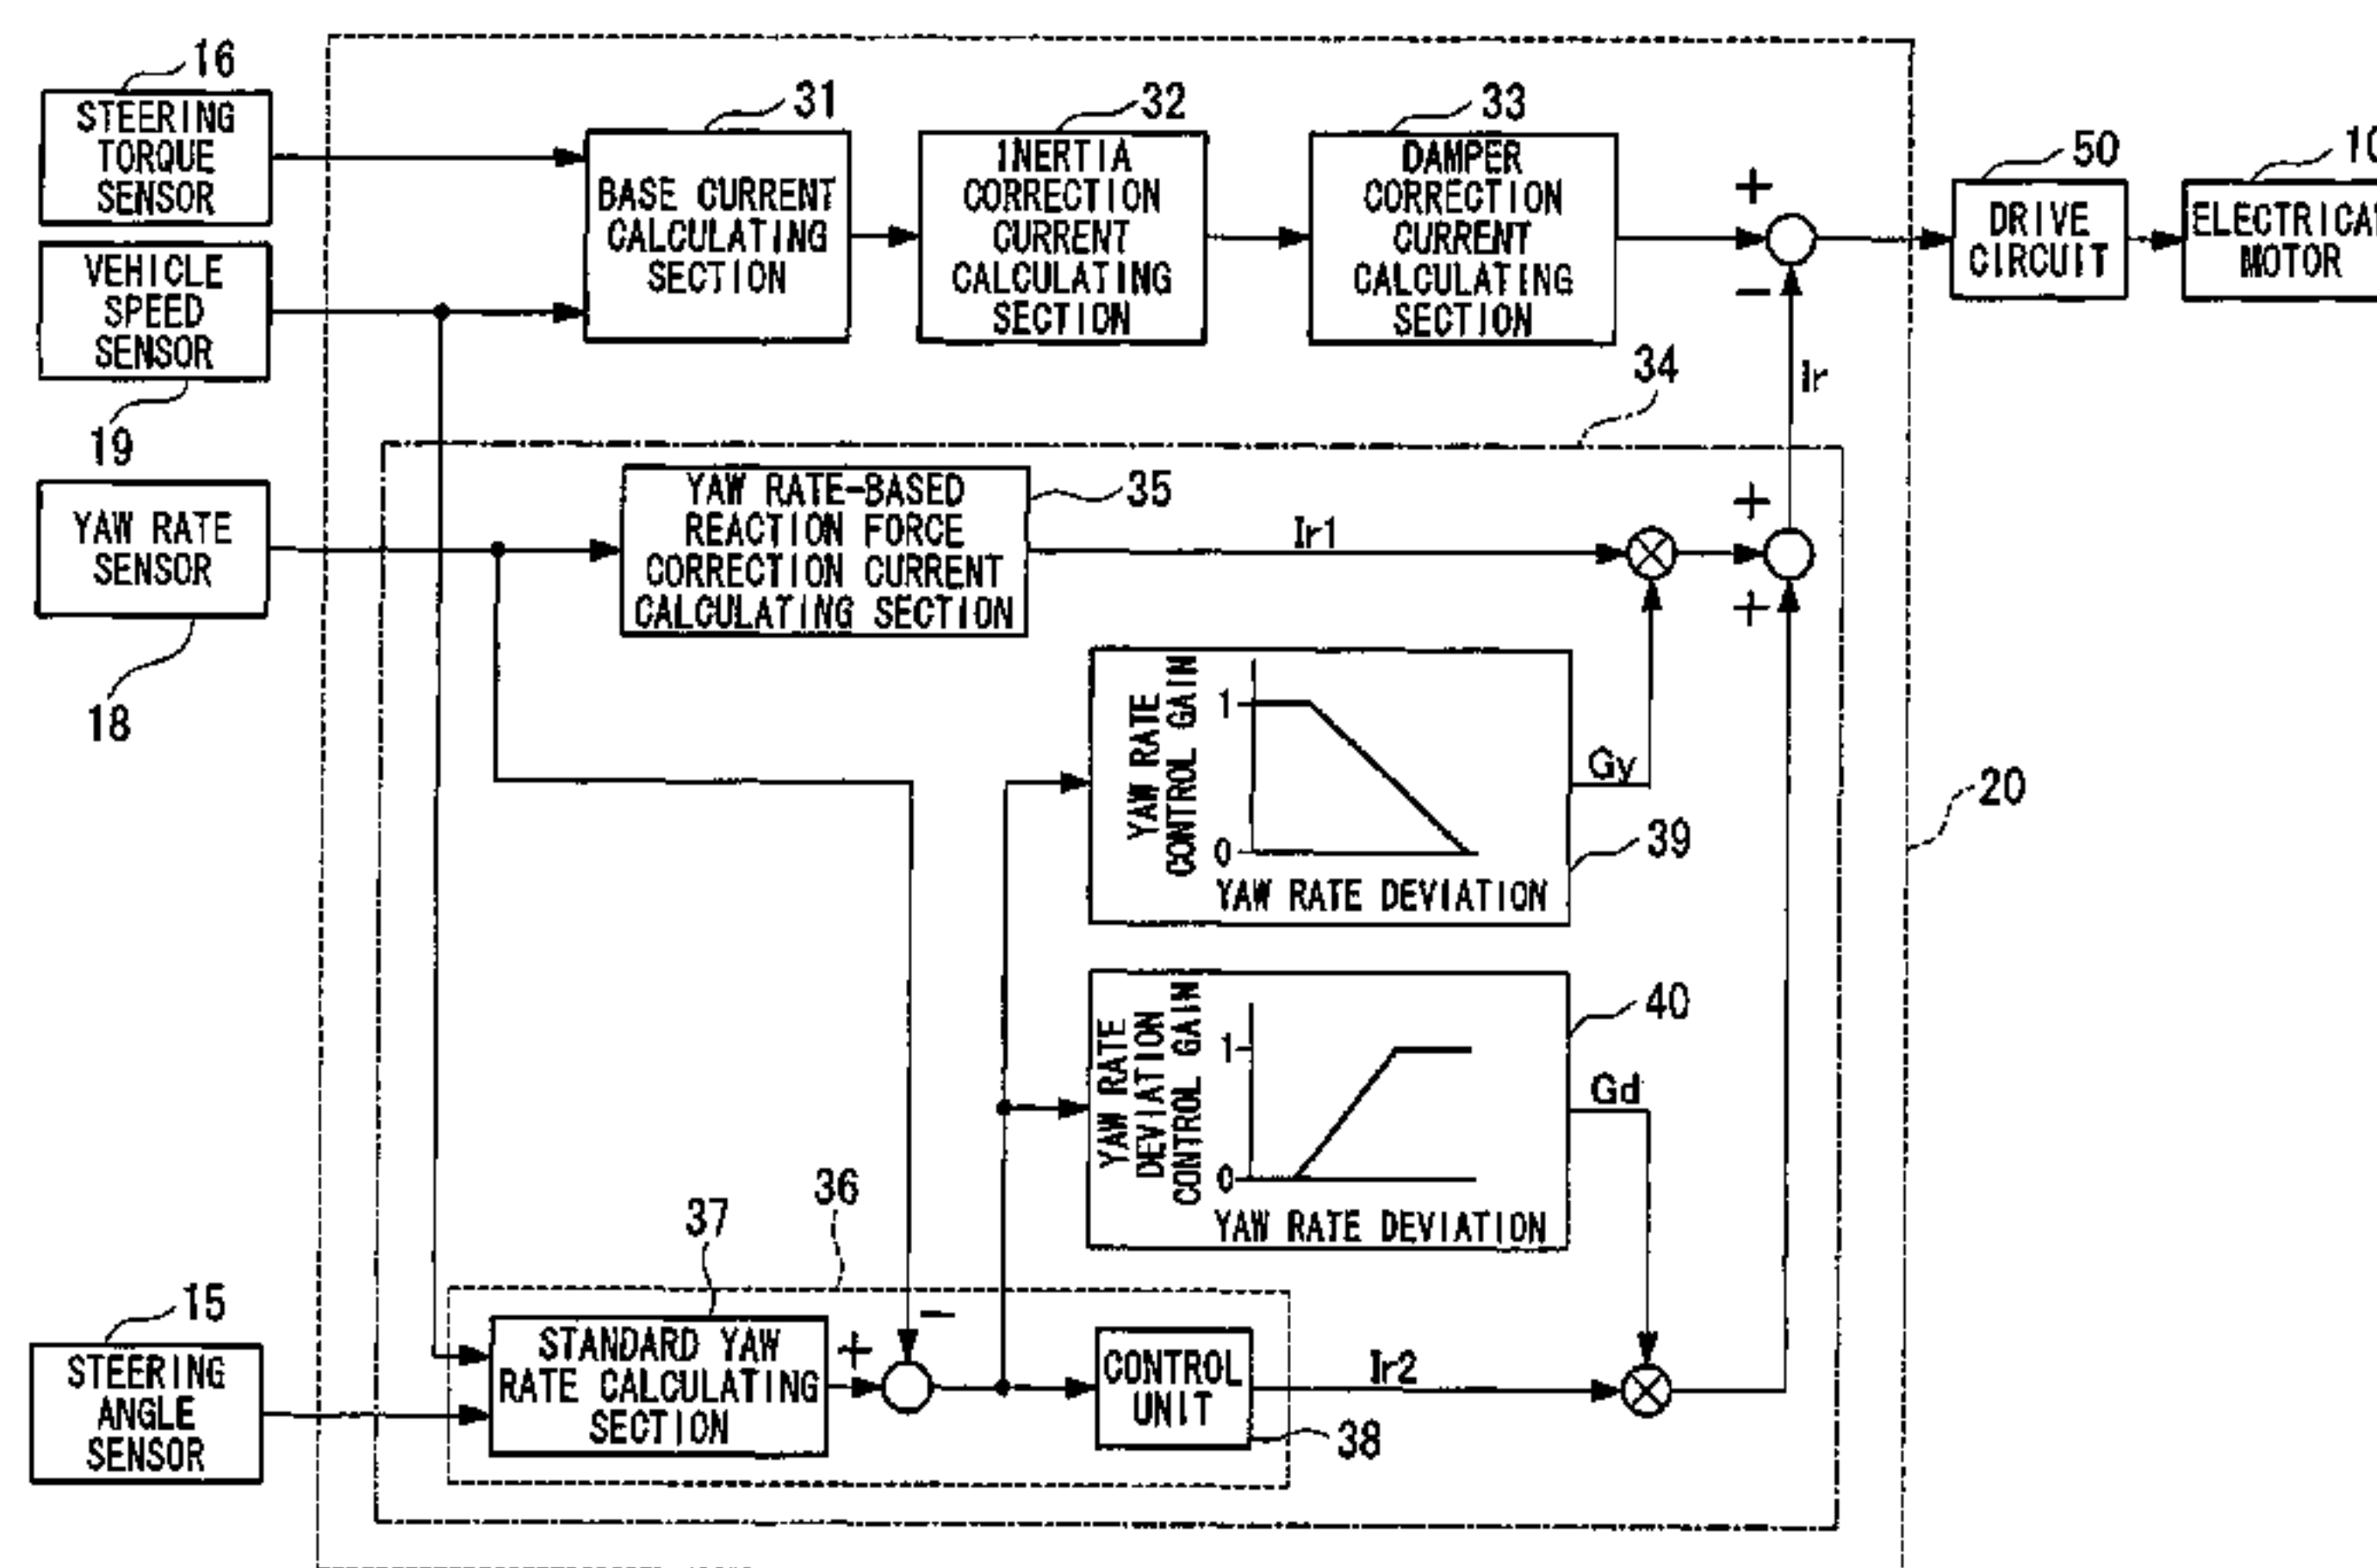 16
STEERING
TORQUE
SENSOR
VEHICLE
SPEED
SENSOR
19
YAW RATE
SENSOR
18
15
STEERING
ANGLE
SENSOR
31
BASE CURRENT
CALCULATING
SECTION
32
INERTIA
CORRECTION
CURRENT
CALCULATING
SECTION
33
DAMPER
CORRECTION
CURRENT
CALCULATING
SECTION
+
−
50
DRIVE
CIRCUIT
10
ELECTRICAL
MOTOR
34
Ir
YAW RATE-BASED
REACTION FORCE
CORRECTION CURRENT
CALCULATING SECTION
35
Ir1
+
+
YAW RATE
CONTROL GAIN
1
0
YAW RATE DEVIATION
Gy
39
20
YAW RATE
DEVIATION
CONTROL GAIN
1
0
YAW RATE DEVIATION
40
Gd
36
37
STANDARD YAW
RATE CALCULATING
SECTION
+
−
CONTROL
UNIT
38
Ir2